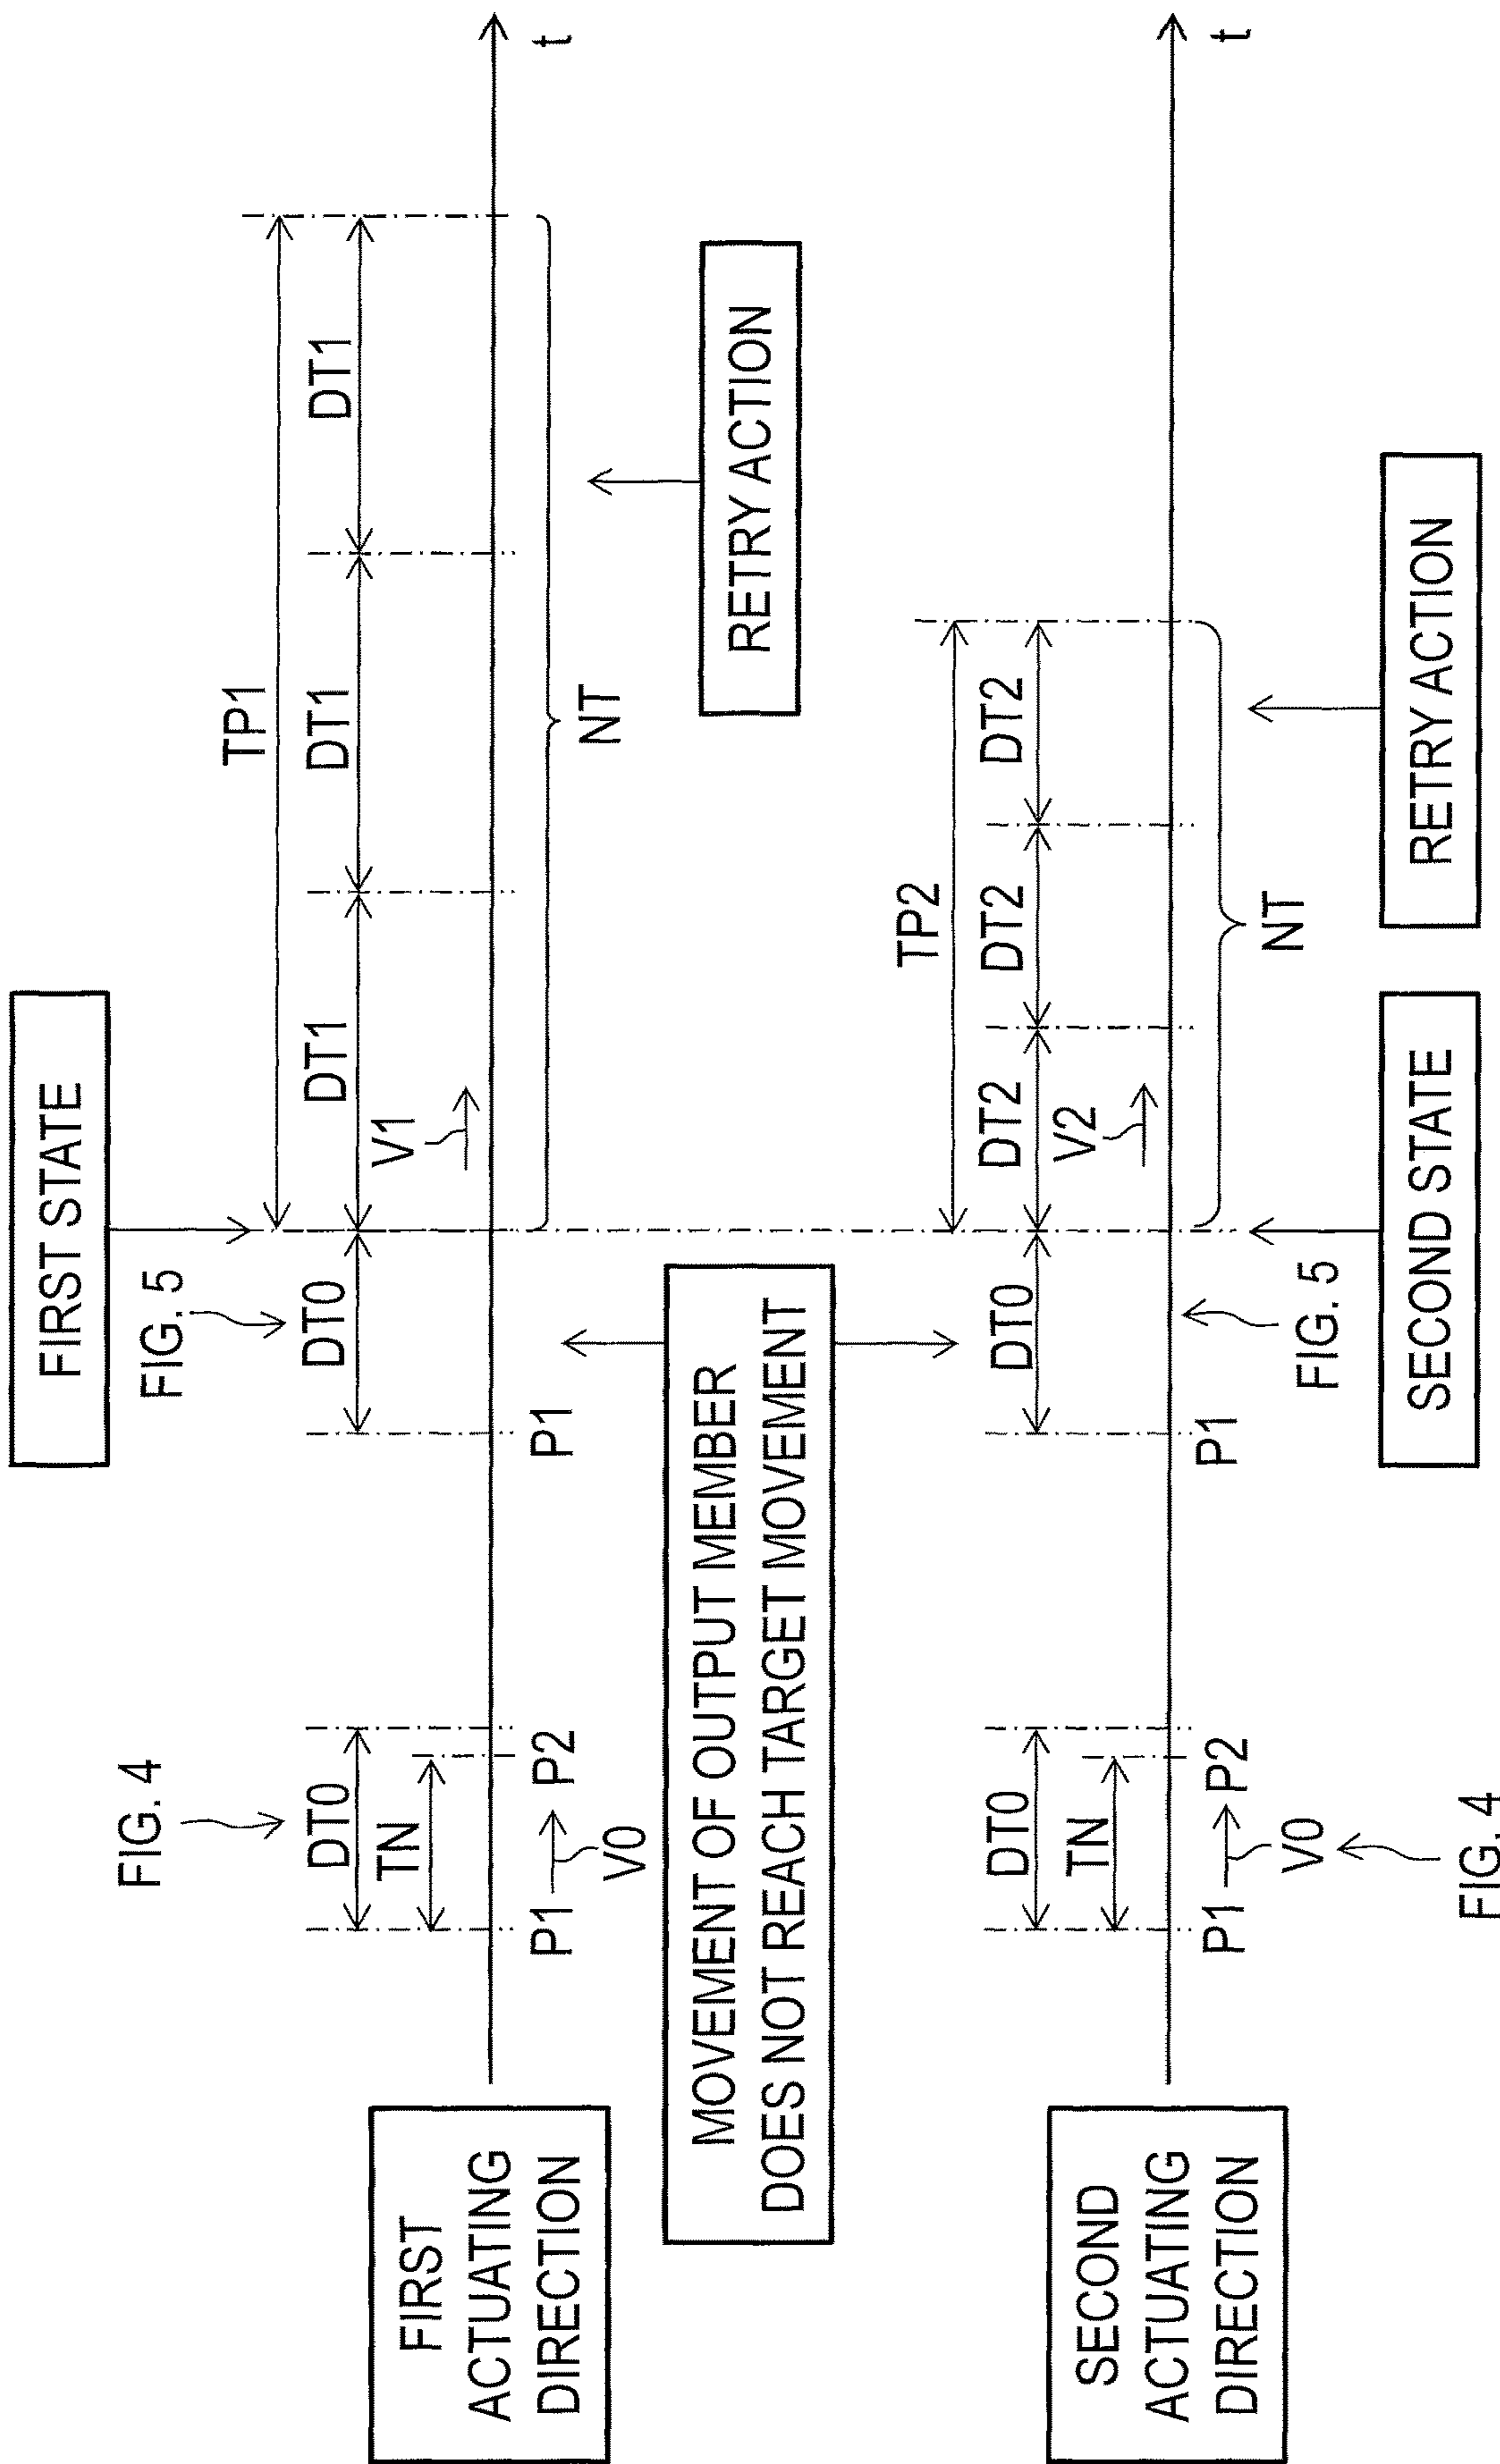 FIRST STATE
FIG. 4
FIG. 5
TP1
DT0
DT0
DT1
DT1
DT1
TN
V1
FIRST
ACTUATING
DIRECTION
t
P1
P2
V0
P1
NT
RETRY ACTION
MOVEMENT OF OUTPUT MEMBER
DOES NOT REACH TARGET MOVEMENT
TP2
DT0
DT0
DT2
DT2
DT2
TN
V2
SECOND
ACTUATING
DIRECTION
t
P1
P2
V0
P1
NT
FIG. 4
FIG. 5
SECOND STATE
RETRY ACTION